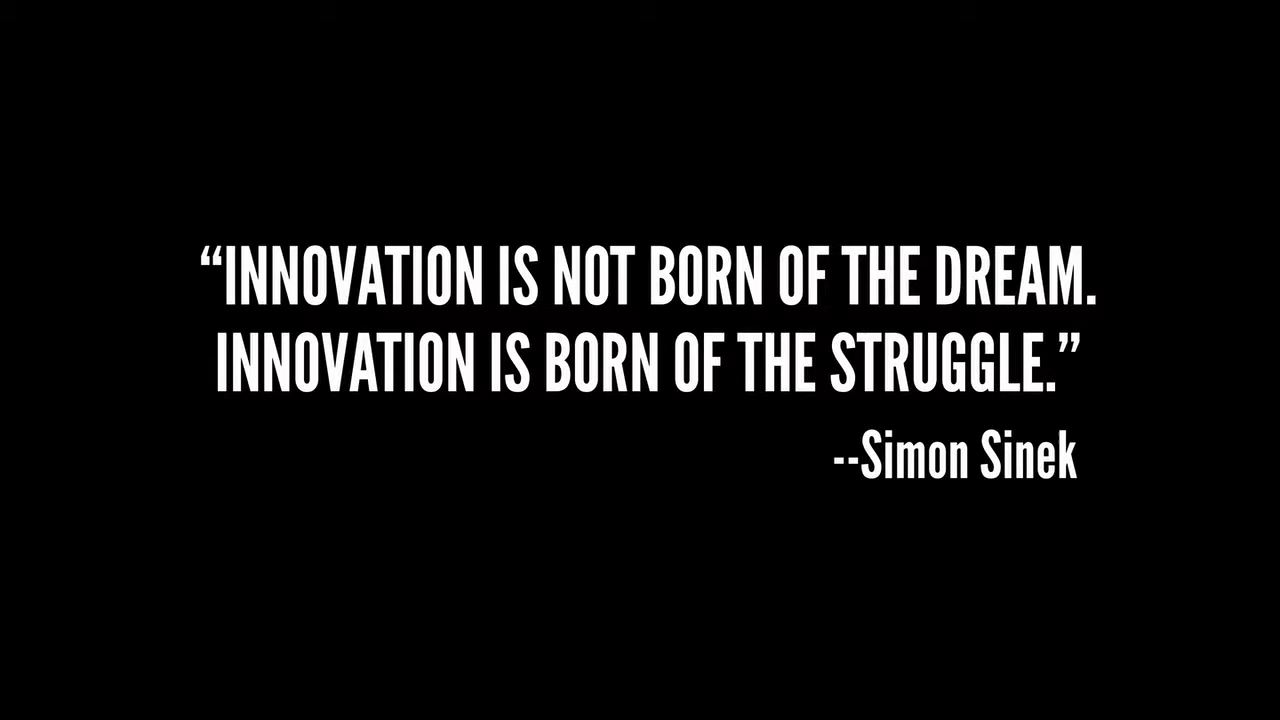 “INNOVATION IS NOT BORN OF THE DREAM.
INNOVATION IS BORN OF THE STRUGGLE.”
--Simon Sinek